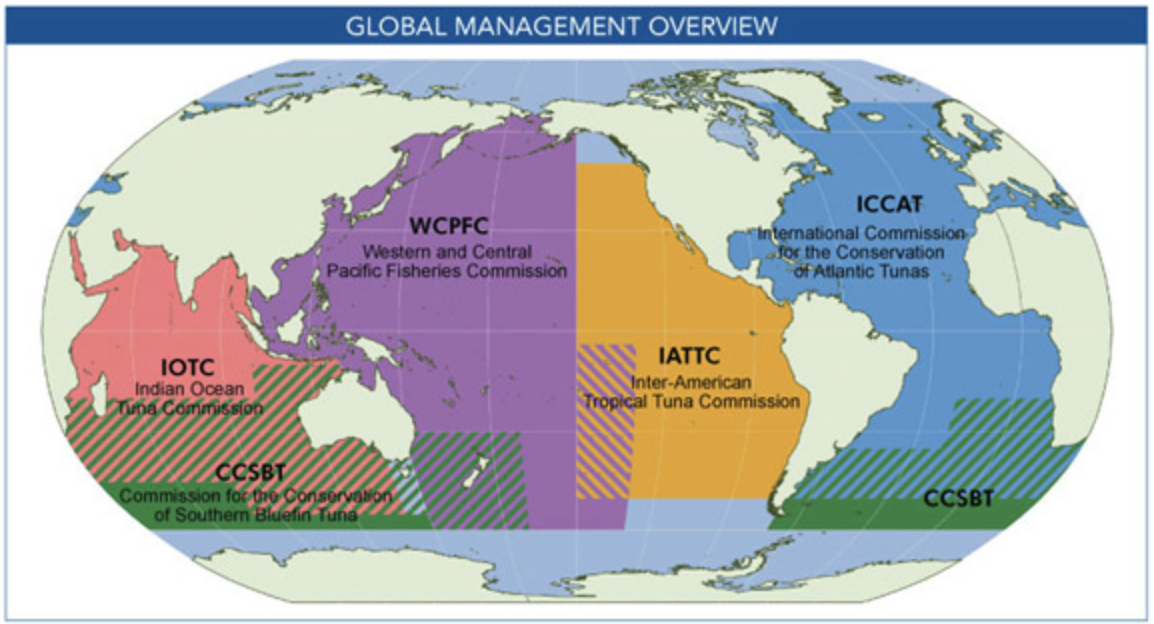 GLOBAL MANAGEMENT OVERVIEW
WCPFC
Western and Central
Pacific Fisheries Commission
ICCAT
International Commission
for the Conservation
of Atlantic Tunas
IOTC
Indian Ocean
Tuna Commission
IATTC
Inter-American
Tropical Tuna Commission
CCSBT
Commission for the Conservation
of Southern Bluefin Tuna
CCSBT